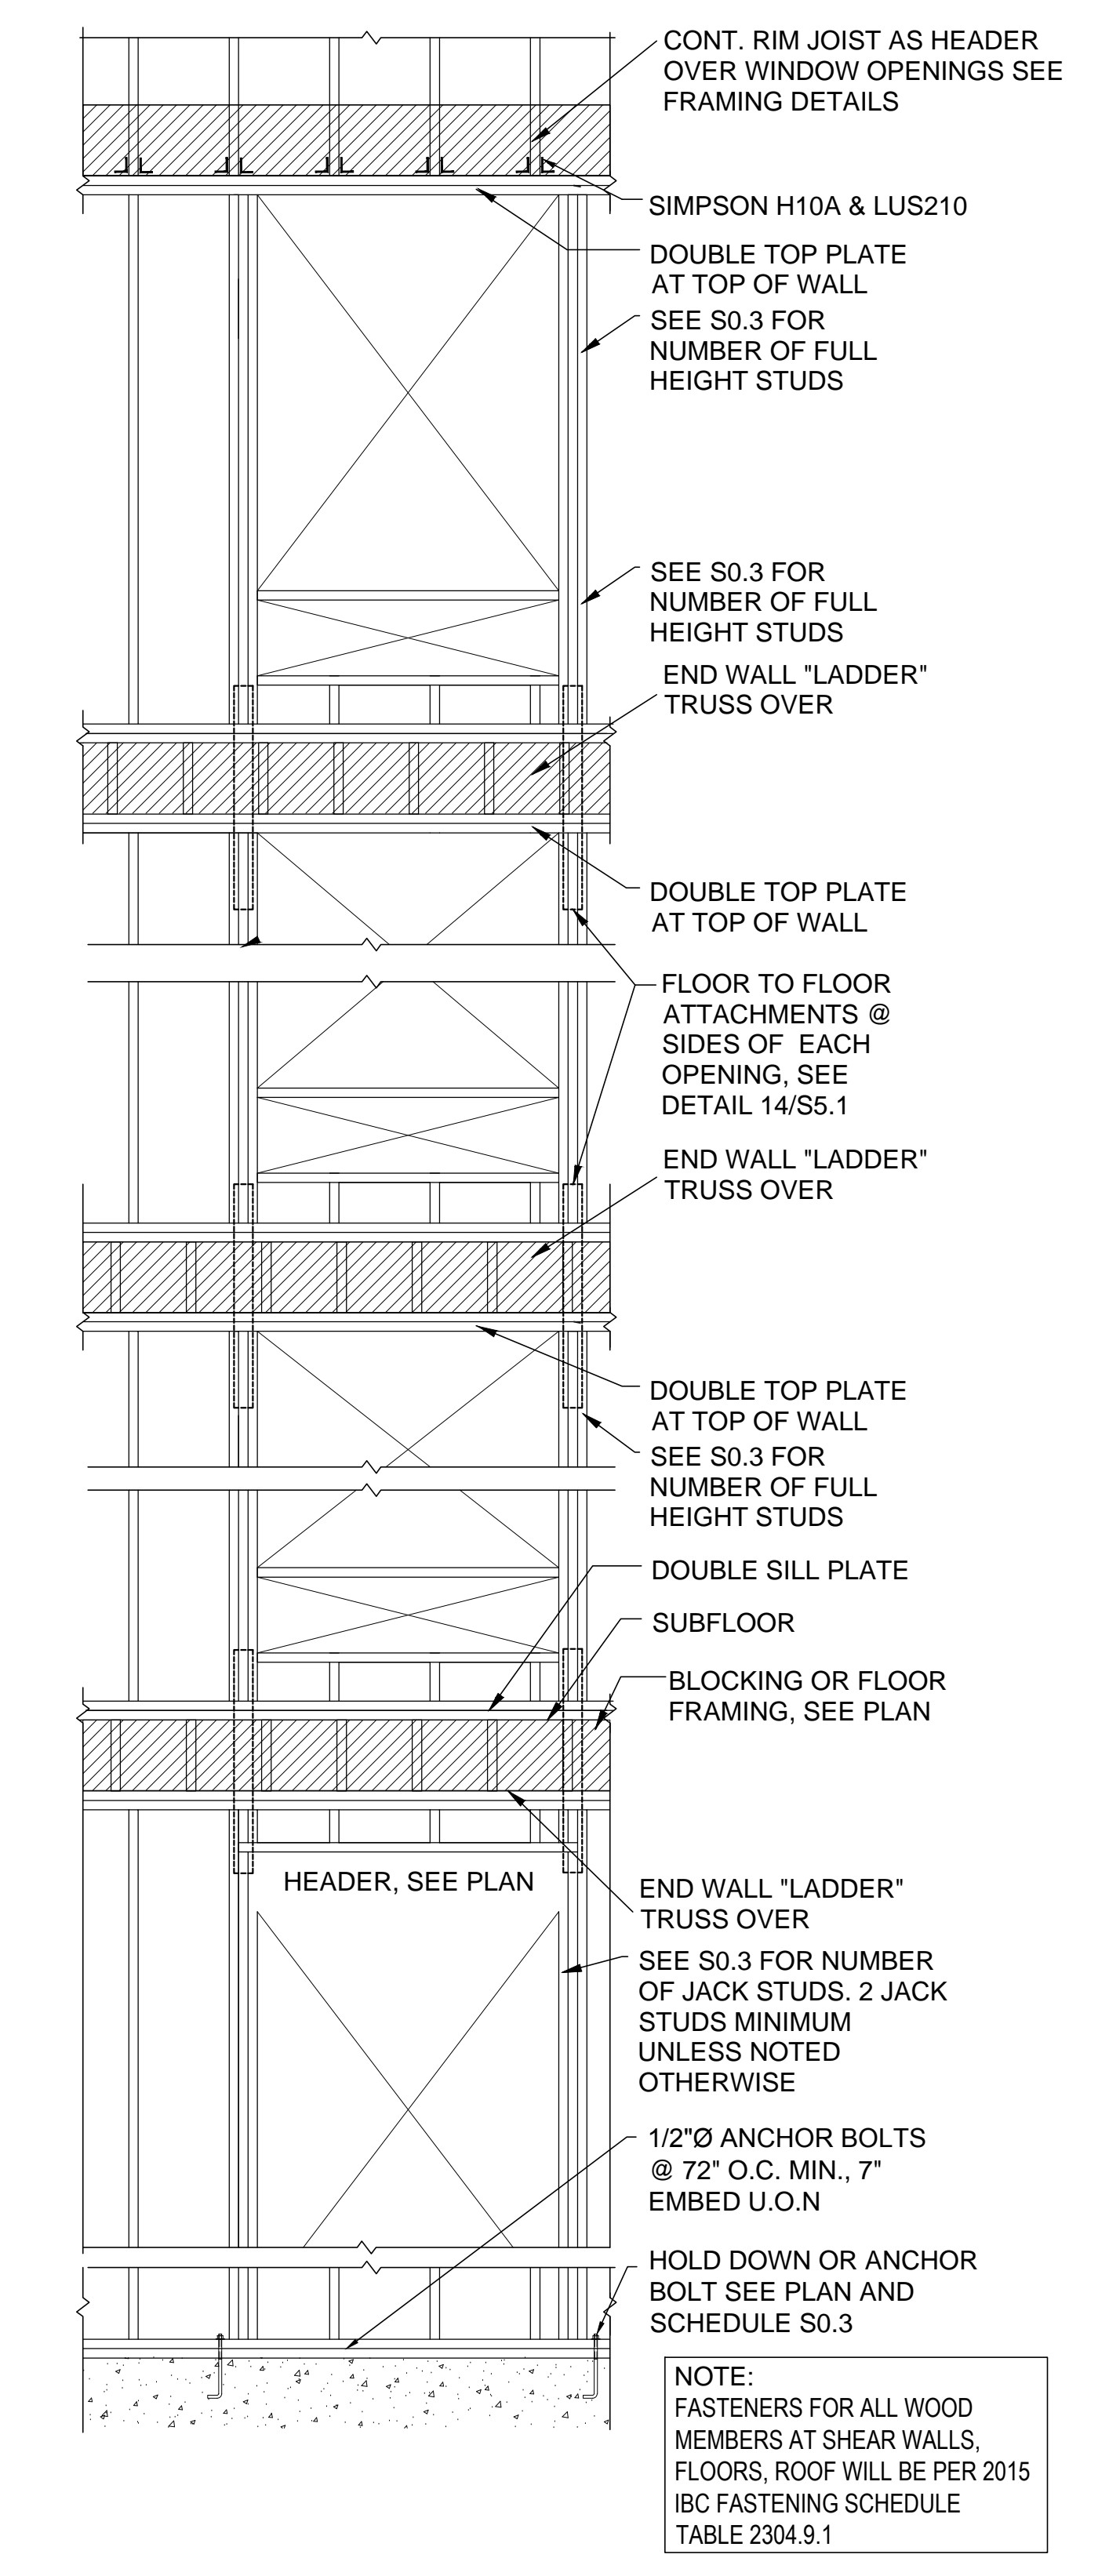 CONT. RIM JOIST AS HEADER
OVER WINDOW OPENINGS SEE
FRAMING DETAILS
SIMPSON H10A & LUS210
DOUBLE TOP PLATE
AT TOP OF WALL
SEE S0.3 FOR
NUMBER OF FULL
HEIGHT STUDS
SEE S0.3 FOR
NUMBER OF FULL
HEIGHT STUDS
END WALL "LADDER"
TRUSS OVER
DOUBLE TOP PLATE
AT TOP OF WALL
FLOOR TO FLOOR
ATTACHMENTS @
SIDES OF EACH
OPENING, SEE
DETAIL 14/S5.1
END WALL "LADDER"
TRUSS OVER
DOUBLE TOP PLATE
AT TOP OF WALL
SEE S0.3 FOR
NUMBER OF FULL
HEIGHT STUDS
DOUBLE SILL PLATE
SUBFLOOR
BLOCKING OR FLOOR
FRAMING, SEE PLAN
HEADER, SEE PLAN
END WALL "LADDER"
TRUSS OVER
SEE S0.3 FOR NUMBER
OF JACK STUDS. 2 JACK
STUDS MINIMUM
UNLESS NOTED
OTHERWISE
1/2"Ø ANCHOR BOLTS
@ 72" O.C. MIN., 7"
EMBED U.O.N
HOLD DOWN OR ANCHOR
BOLT SEE PLAN AND
SCHEDULE S0.3
NOTE:
FASTENERS FOR ALL WOOD
MEMBERS AT SHEAR WALLS,
FLOORS, ROOF WILL BE PER 2015
IBC FASTENING SCHEDULE
TABLE 2304.9.1